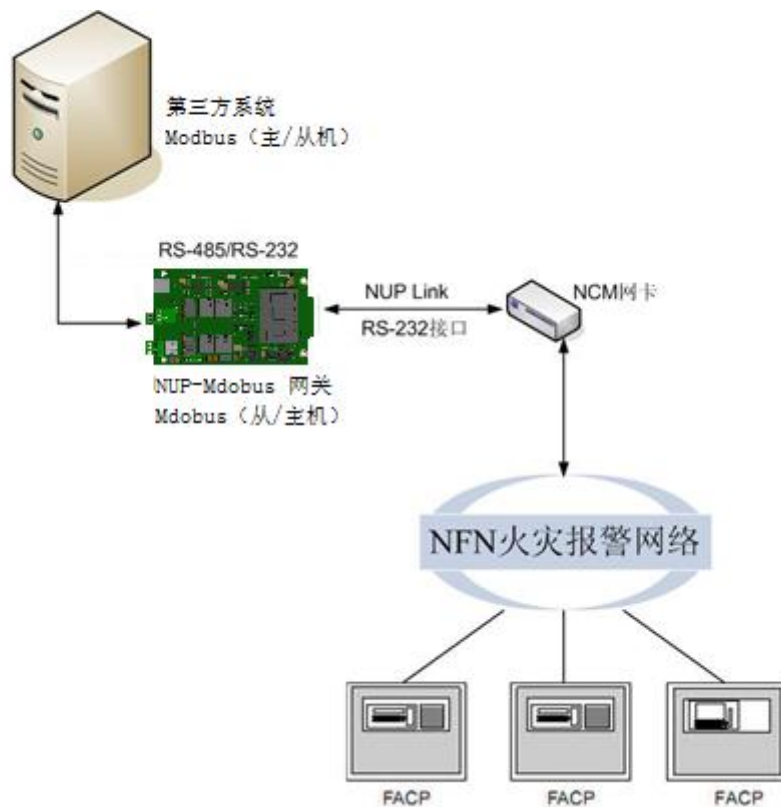 第三方系统
Modbus（主/从机）
RS-485/RS-232
NUP-Mdobus 网关
Mdobus（从/主机）
NUP Link
RS-232接口
NCM网卡
NFN火灾报警网络
FACP
FACP
FACP